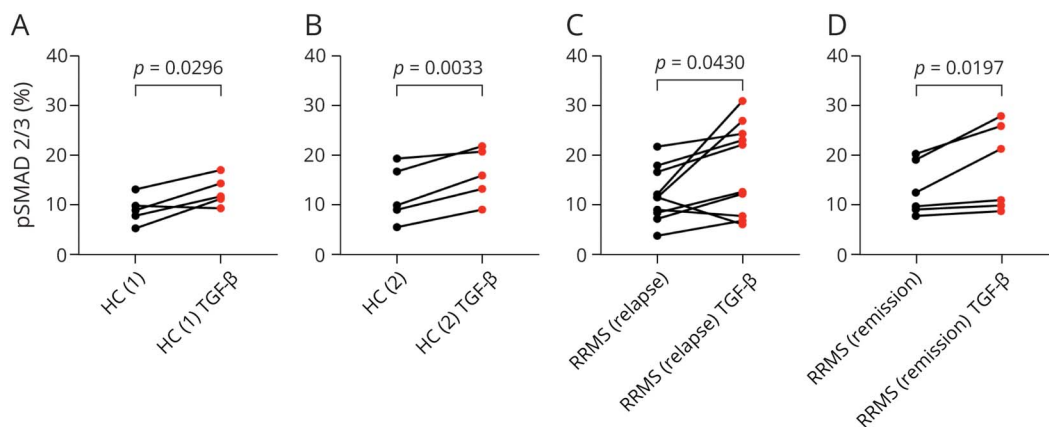 A
pSMAD 2/3 (%)
40
30
20
10
0
p = 0.0296
HC (1)
HC (1) TGF-β
B
40
30
20
10
0
p = 0.0033
HC (2)
HC (2) TGF-β
C
40
30
20
10
0
p = 0.0430
RRMS (relapse)
RRMS (relapse) TGF-β
D
40
30
20
10
0
p = 0.0197
RRMS (remission)
RRMS (remission) TGF-β